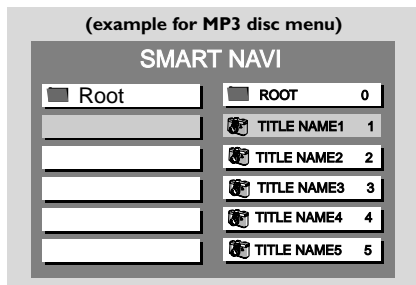 (example for MP3 disc menu)
SMART NAVI
Root
ROOT 0
TITLE NAME1 1
TITLE NAME2 2
TITLE NAME3 3
TITLE NAME4 4
TITLE NAME5 5